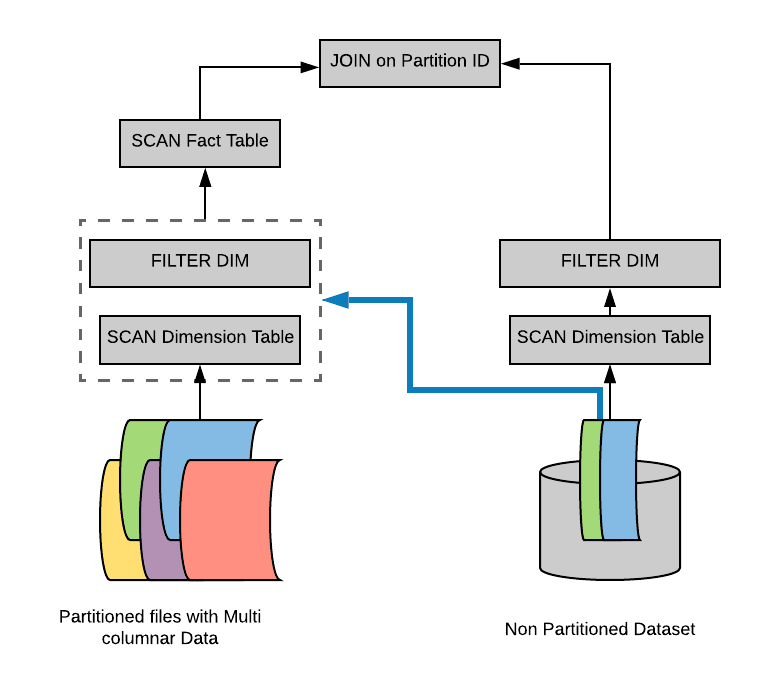 JOIN on Partition ID
SCAN Fact Table
FILTER DIM
FILTER DIM
SCAN Dimension Table
SCAN Dimension Table
Partitioned files with Multi
columnar Data
Non Partitioned Dataset